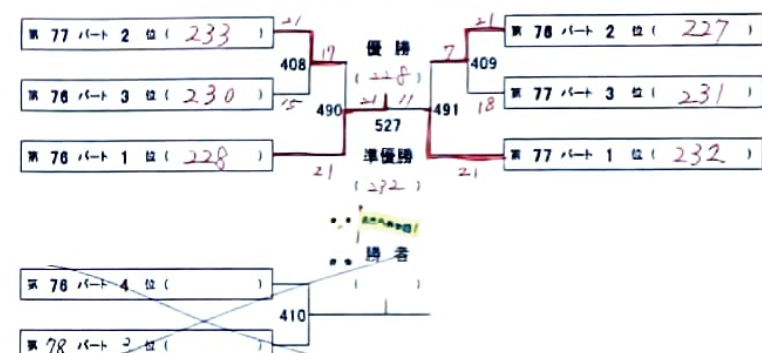 第 77 パート 2 位 ( 233 )
21
17
408
第 76 パート 3 位 ( 230 )
15
490
第 76 パート 1 位 ( 228 )
21
優勝
( 228 )
21 11
527
準優勝
( 232 )
21
第 76 パート 2 位 ( 227 )
7
409
18
第 77 パート 3 位 ( 231 )
491
第 77 パート 1 位 ( 232 )
21
勝者
( )
第 76 パート 4 位 ( )
410
第 78 パート 3 位 ( )